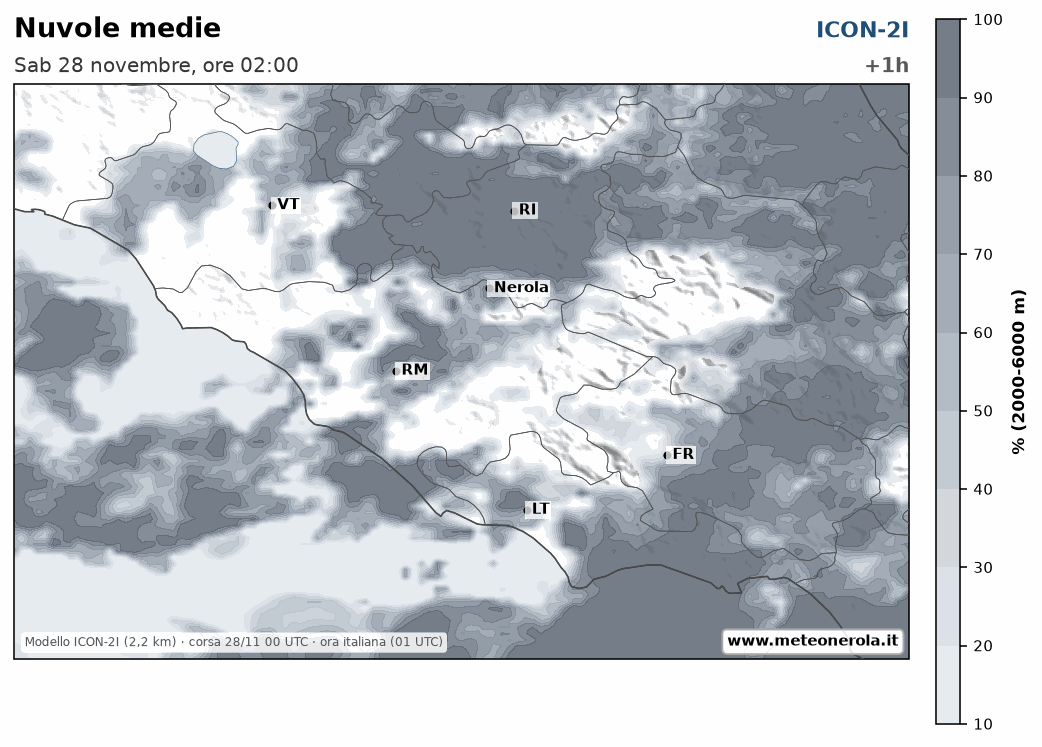 Nuvole medie
ICON-2I
Sab 28 novembre, ore 02:00
+1h
100
90
80
70
60
50
40
30
20
10
% (2000-6000 m)
VT
RI
Nerola
RM
FR
LT
Modello ICON-2I (2,2 km) · corsa 28/11 00 UTC · ora italiana (01 UTC)
www.meteonerola.it